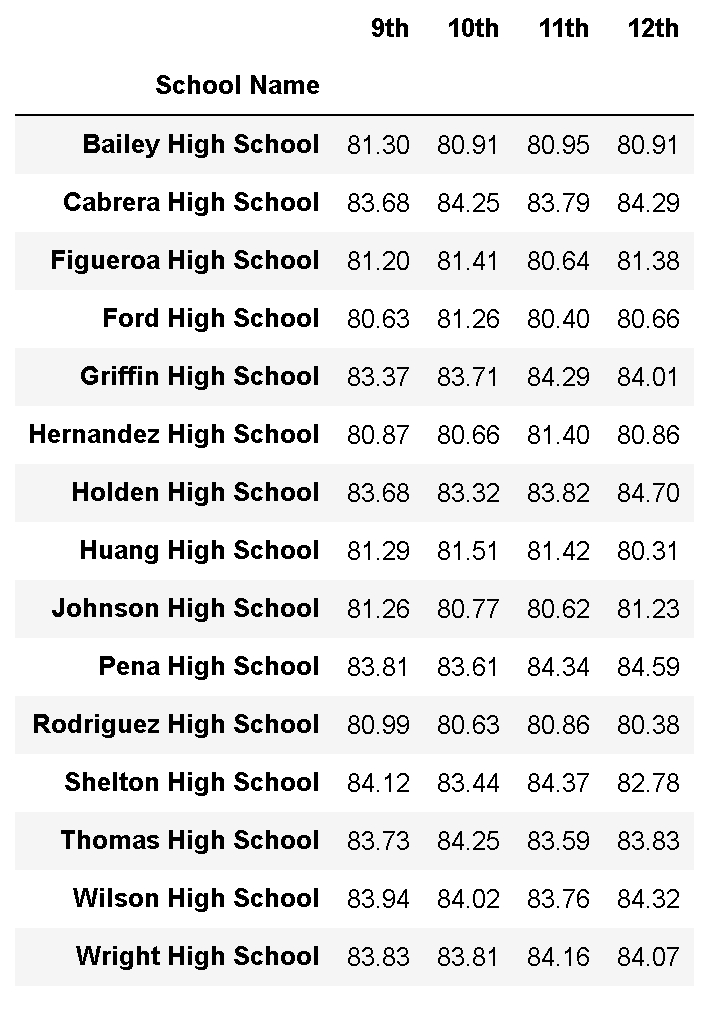 9th 10th 11th 12th
School Name
Bailey High School 81.30 80.91 80.95 80.91
Cabrera High School 83.68 84.25 83.79 84.29
Figueroa High School 81.20 81.41 80.64 81.38
Ford High School 80.63 81.26 80.40 80.66
Griffin High School 83.37 83.71 84.29 84.01
Hernandez High School 80.87 80.66 81.40 80.86
Holden High School 83.68 83.32 83.82 84.70
Huang High School 81.29 81.51 81.42 80.31
Johnson High School 81.26 80.77 80.62 81.23
Pena High School 83.81 83.61 84.34 84.59
Rodriguez High School 80.99 80.63 80.86 80.38
Shelton High School 84.12 83.44 84.37 82.78
Thomas High School 83.73 84.25 83.59 83.83
Wilson High School 83.94 84.02 83.76 84.32
Wright High School 83.83 83.81 84.16 84.07